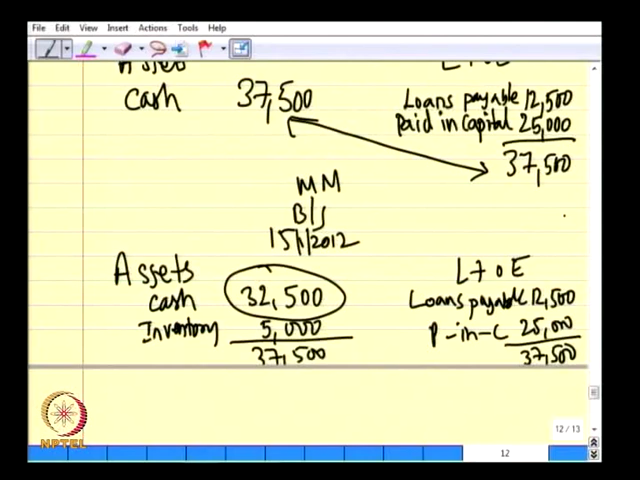 File Edit View Insert Actions Tools Help
Assets L + O E
Cash 37,500 Loans payable 12,500
Paid in Capital 25,000
37,500
MM
B/S
15/1/2012
Assets L + O E
Cash 32,500 Loans payable 12,500
Inventory 5,000 P-in-C 25,000
37,500 37,500
NPTEL
12/13
12